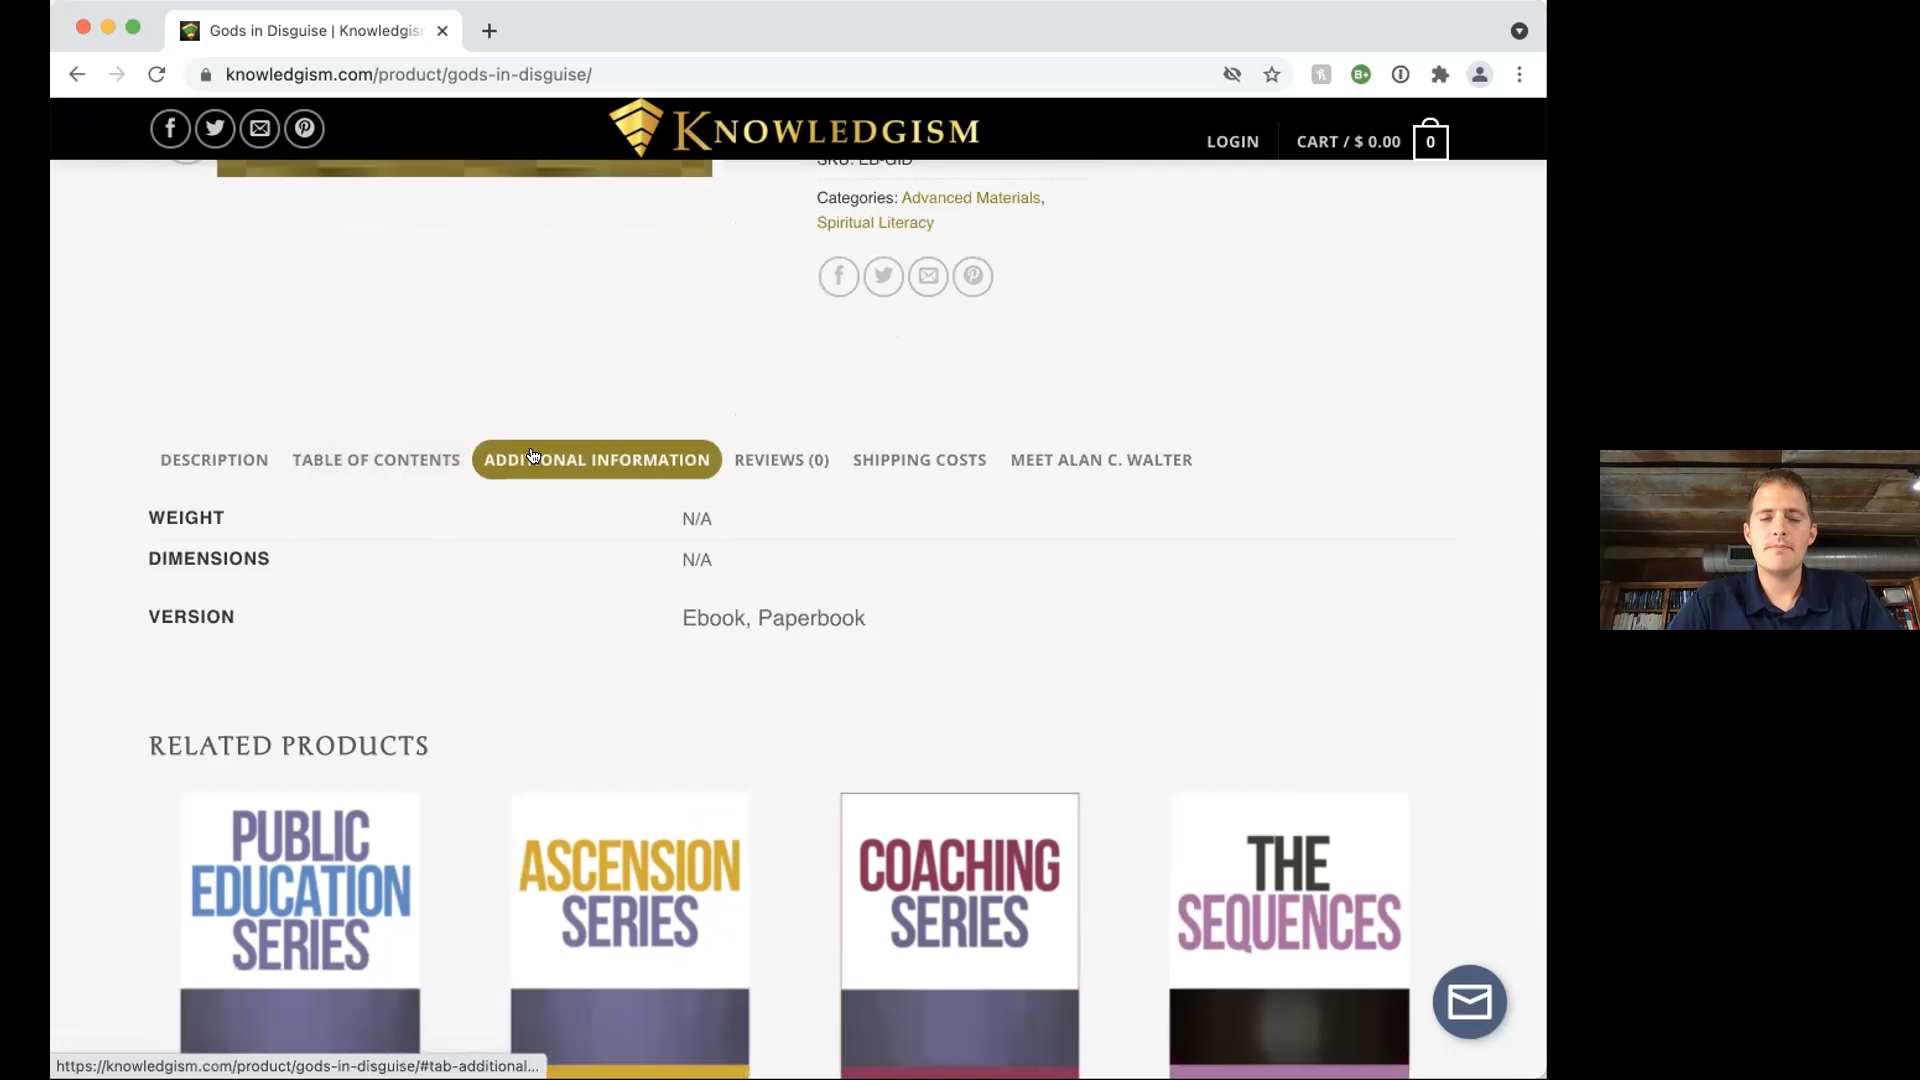 Gods in Disguise | Knowledgism
knowledgism.com/product/gods-in-disguise/
KNOWLEDGISM
LOGIN
CART / $ 0.00
0
SKU: EB-GID
Categories: Advanced Materials,
Spiritual Literacy
DESCRIPTION
TABLE OF CONTENTS
ADDITIONAL INFORMATION
REVIEWS (0)
SHIPPING COSTS
MEET ALAN C. WALTER
WEIGHT
N/A
DIMENSIONS
N/A
VERSION
Ebook, Paperbook
RELATED PRODUCTS
PUBLIC
EDUCATION
SERIES
ASCENSION
SERIES
COACHING
SERIES
THE
SEQUENCES
https://knowledgism.com/product/gods-in-disguise/#tab-additional...